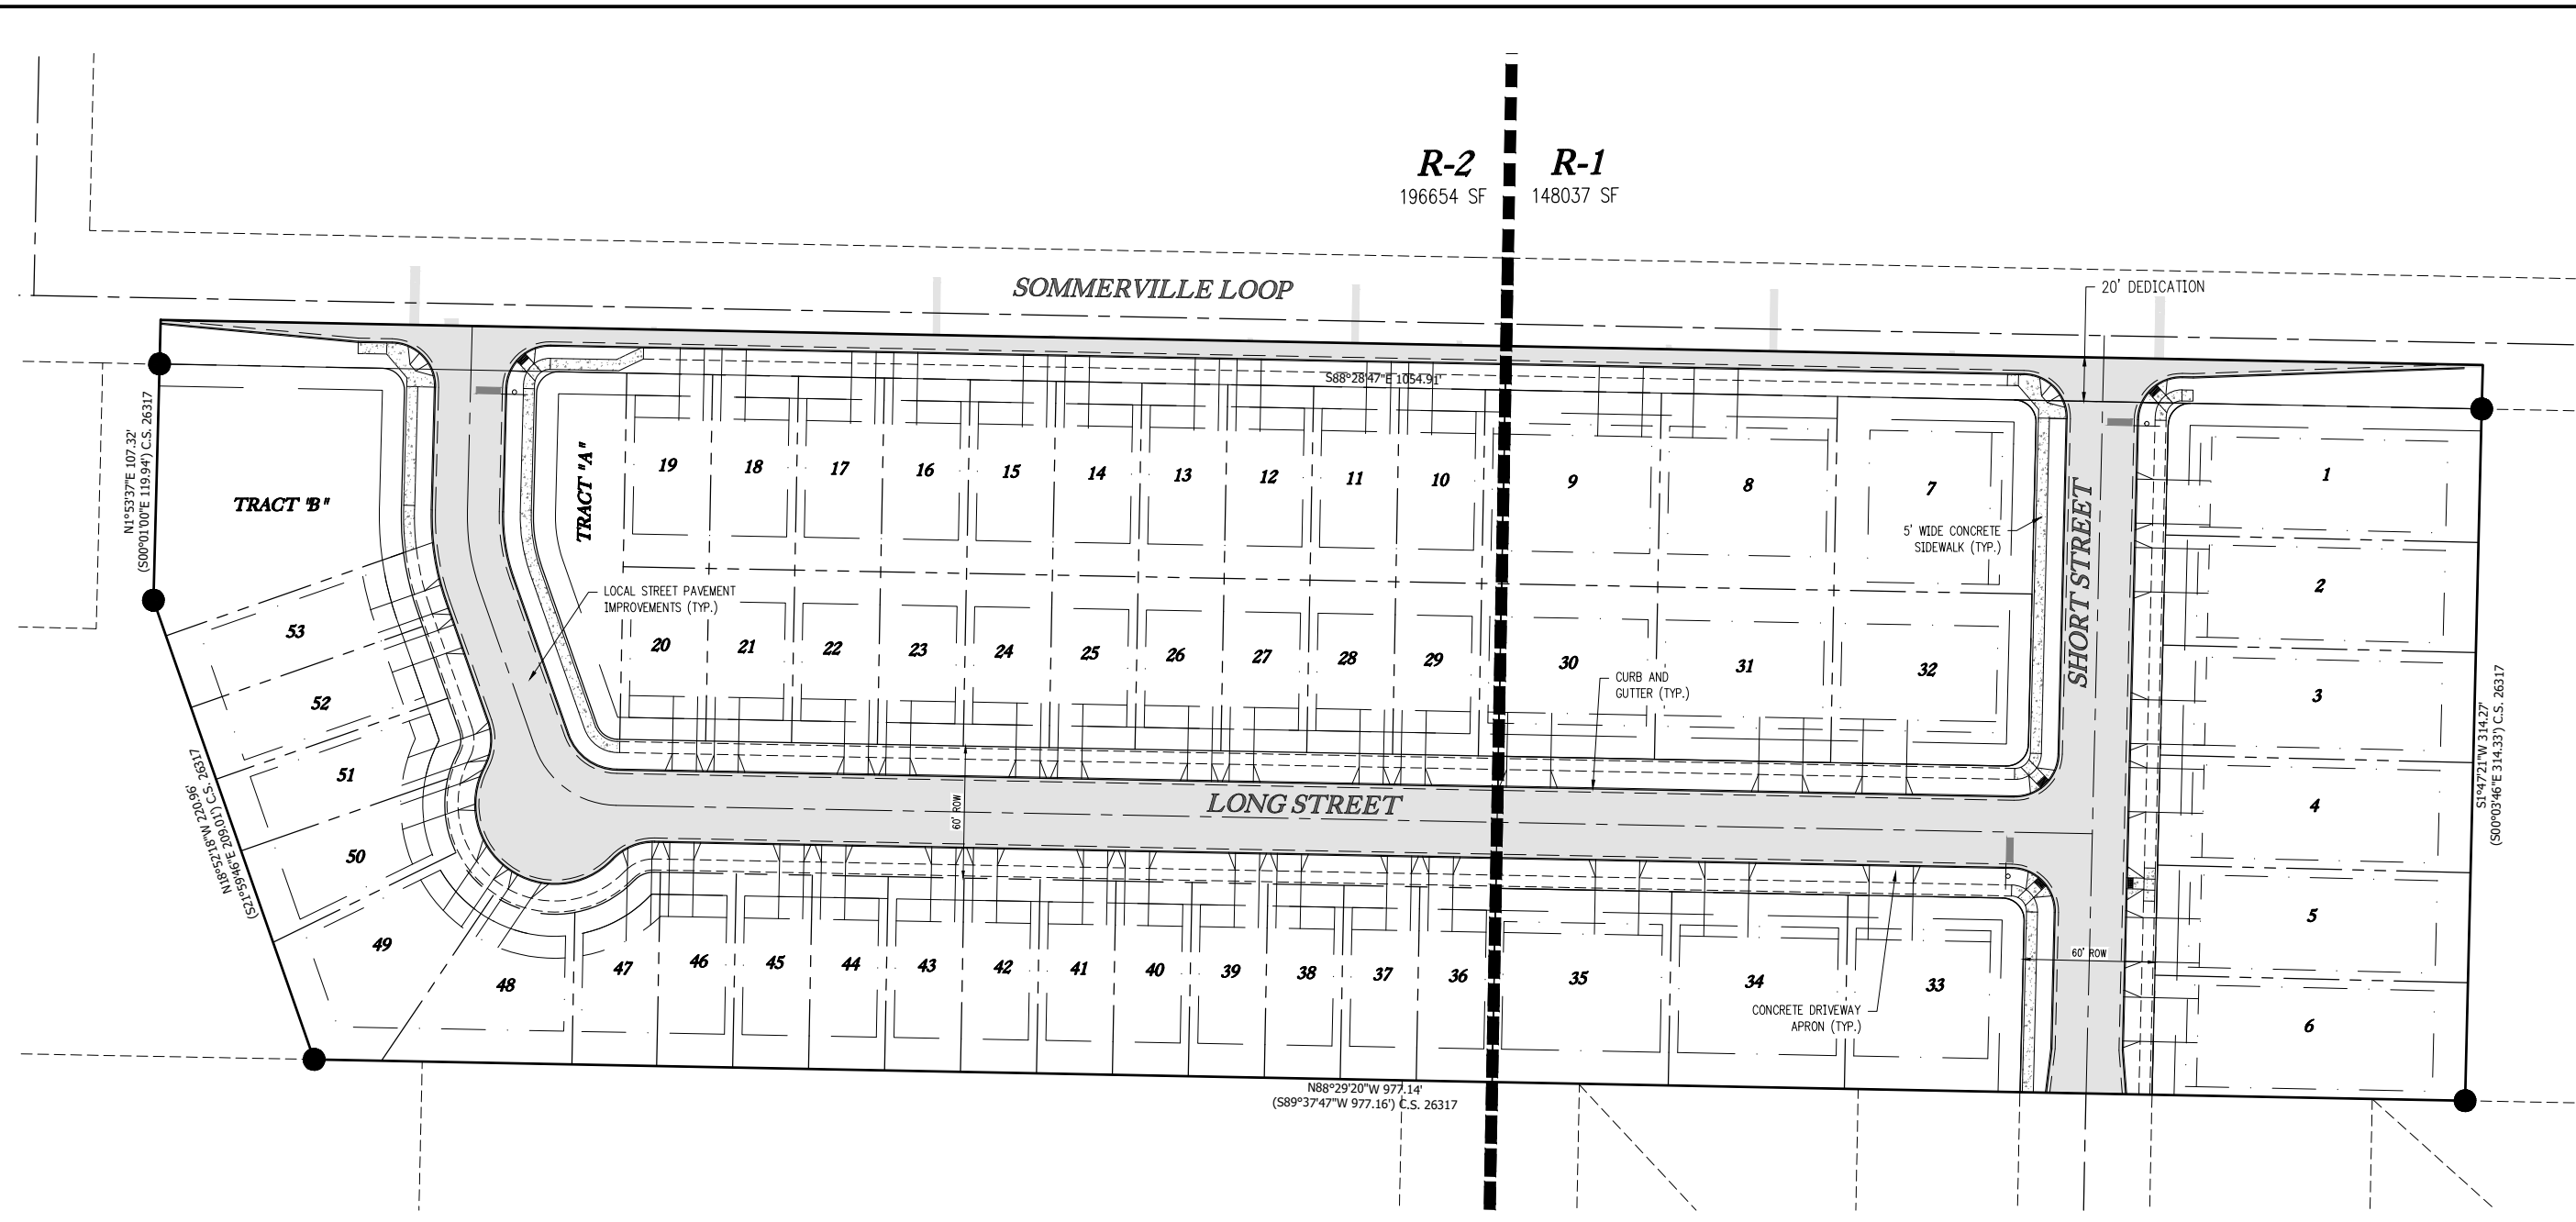 R-2
196654 SF
R-1
148037 SF
SOMMERVILLE LOOP
20' DEDICATION
S88°28'47"E 1054.91'
N1°53'37"E 107.32'
(S00°01'00"E 119.94') C.S. 26317
TRACT "B"
TRACT "A"
19
18
17
16
15
14
13
12
11
10
9
8
7
1
5' WIDE CONCRETE
SIDEWALK (TYP.)
SHORT STREET
2
LOCAL STREET PAVEMENT
IMPROVEMENTS (TYP.)
53
20
21
22
23
24
25
26
27
28
29
30
31
32
CURB AND
GUTTER (TYP.)
3
52
S1°47'21"W 314.27'
(S00°03'46"E 314.33') C.S. 26317
51
N18°52'18"W 220.96'
(S21°59'46"E 209.01') C.S. 26317
60' ROW
LONG STREET
4
50
5
49
48
47
46
45
44
43
42
41
40
39
38
37
36
35
34
33
60' ROW
CONCRETE DRIVEWAY
APRON (TYP.)
6
N88°29'20"W 977.14'
(S89°37'47"W 977.16') C.S. 26317